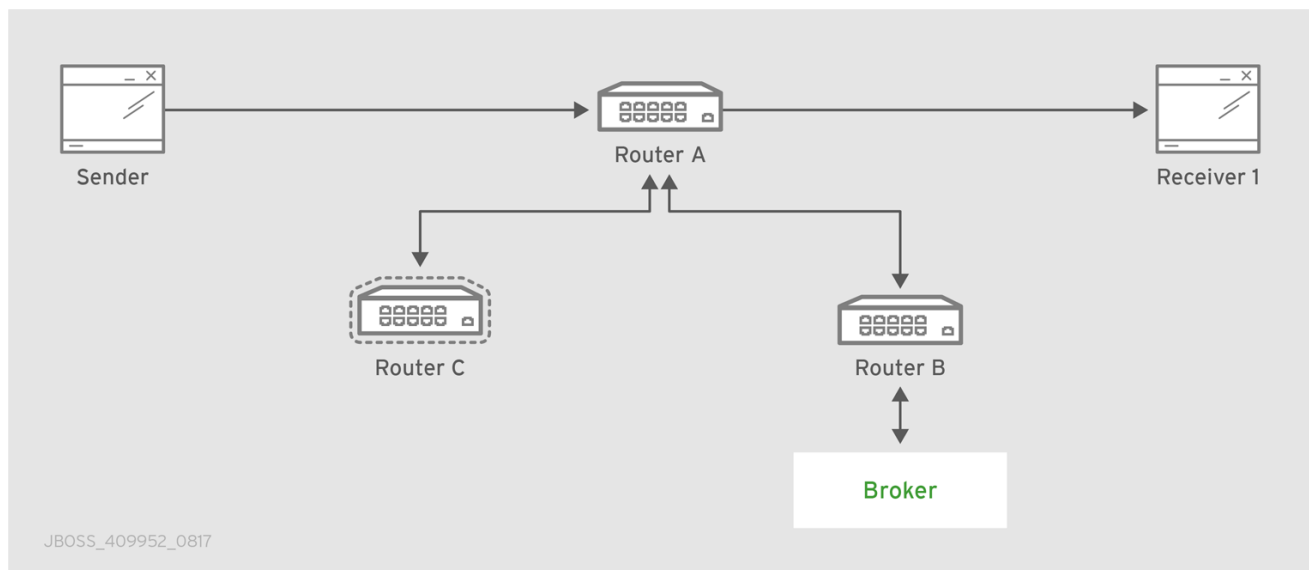 Sender
Router A
Receiver 1
Router C
Router B
Broker
JBOSS_409952_0817